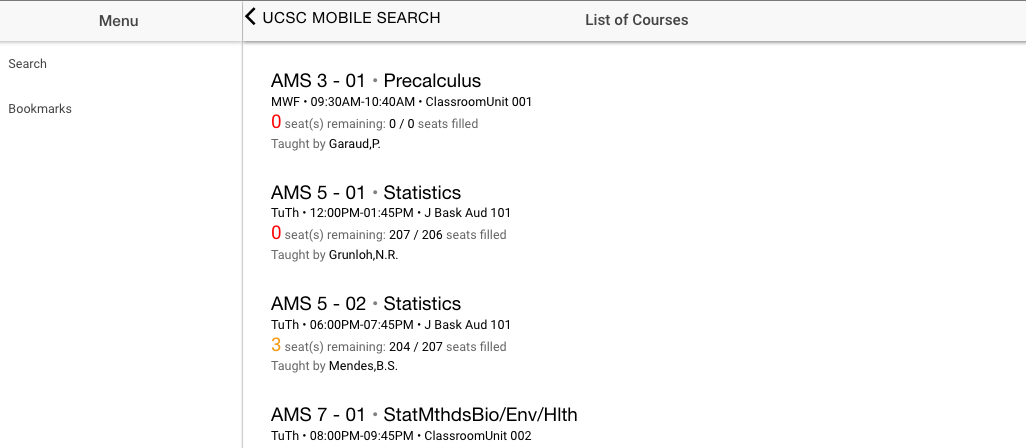 Menu
UCSC MOBILE SEARCH
List of Courses
Search
Bookmarks
AMS 3 - 01 • Precalculus
MWF • 09:30AM-10:40AM • ClassroomUnit 001
0 seat(s) remaining: 0 / 0 seats filled
Taught by Garaud,P.
AMS 5 - 01 • Statistics
TuTh • 12:00PM-01:45PM • J Bask Aud 101
0 seat(s) remaining: 207 / 206 seats filled
Taught by Grunloh,N.R.
AMS 5 - 02 • Statistics
TuTh • 06:00PM-07:45PM • J Bask Aud 101
3 seat(s) remaining: 204 / 207 seats filled
Taught by Mendes,B.S.
AMS 7 - 01 • StatMthdsBio/Env/Hlth
TuTh • 08:00PM-09:45PM • ClassroomUnit 002